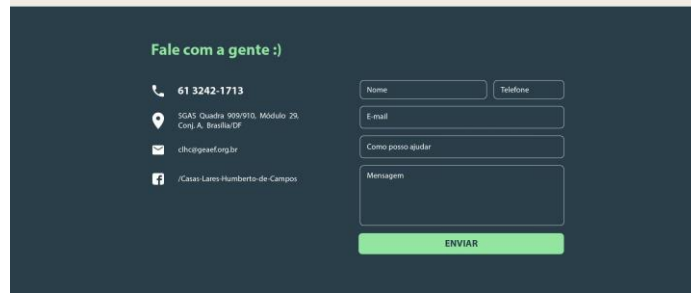 Fale com a gente :)
61 3242-1713
SGAS Quadra 909/910, Módulo 29,
Conj. A, Brasília/DF
clhc@geaef.org.br
/Casas-Lares-Humberto-de-Campos
Nome
Telefone
E-mail
Como posso ajudar
Mensagem
ENVIAR